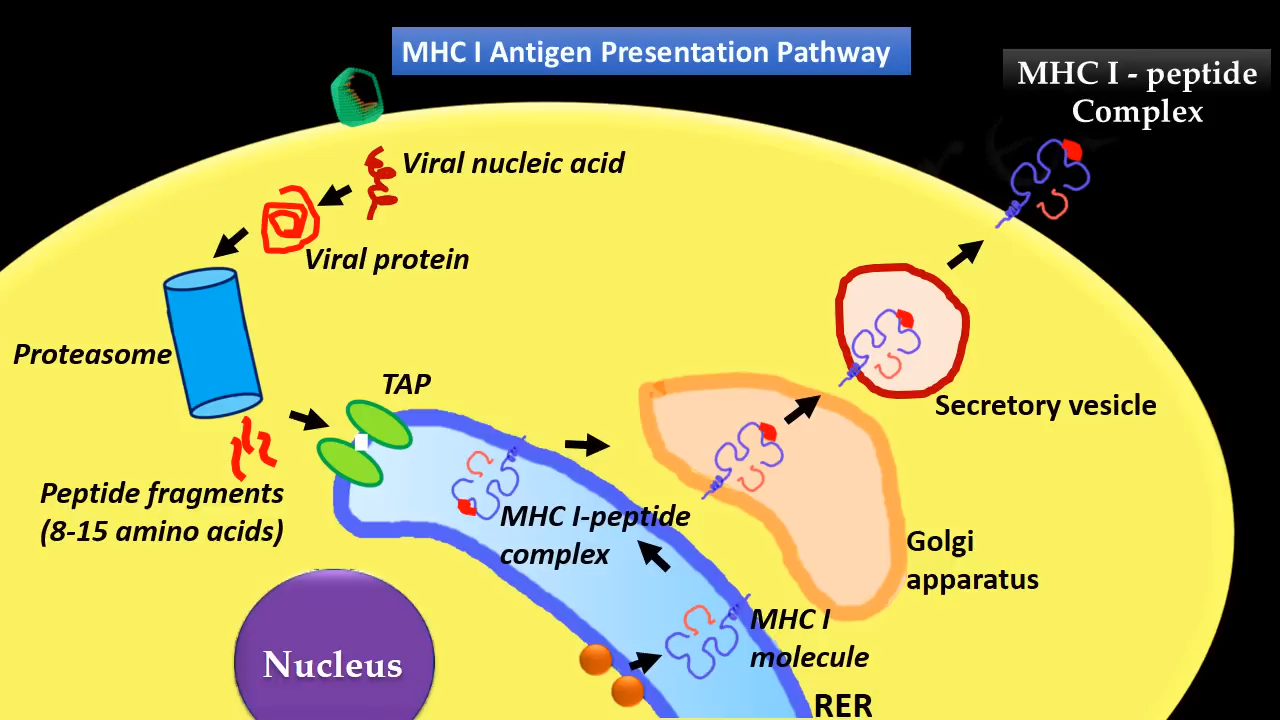 MHC I Antigen Presentation Pathway
MHC I - peptide
Complex
Viral nucleic acid
Viral protein
Proteasome
TAP
Secretory vesicle
Peptide fragments
(8-15 amino acids)
MHC I-peptide
complex
Golgi
apparatus
MHC I
molecule
Nucleus
RER